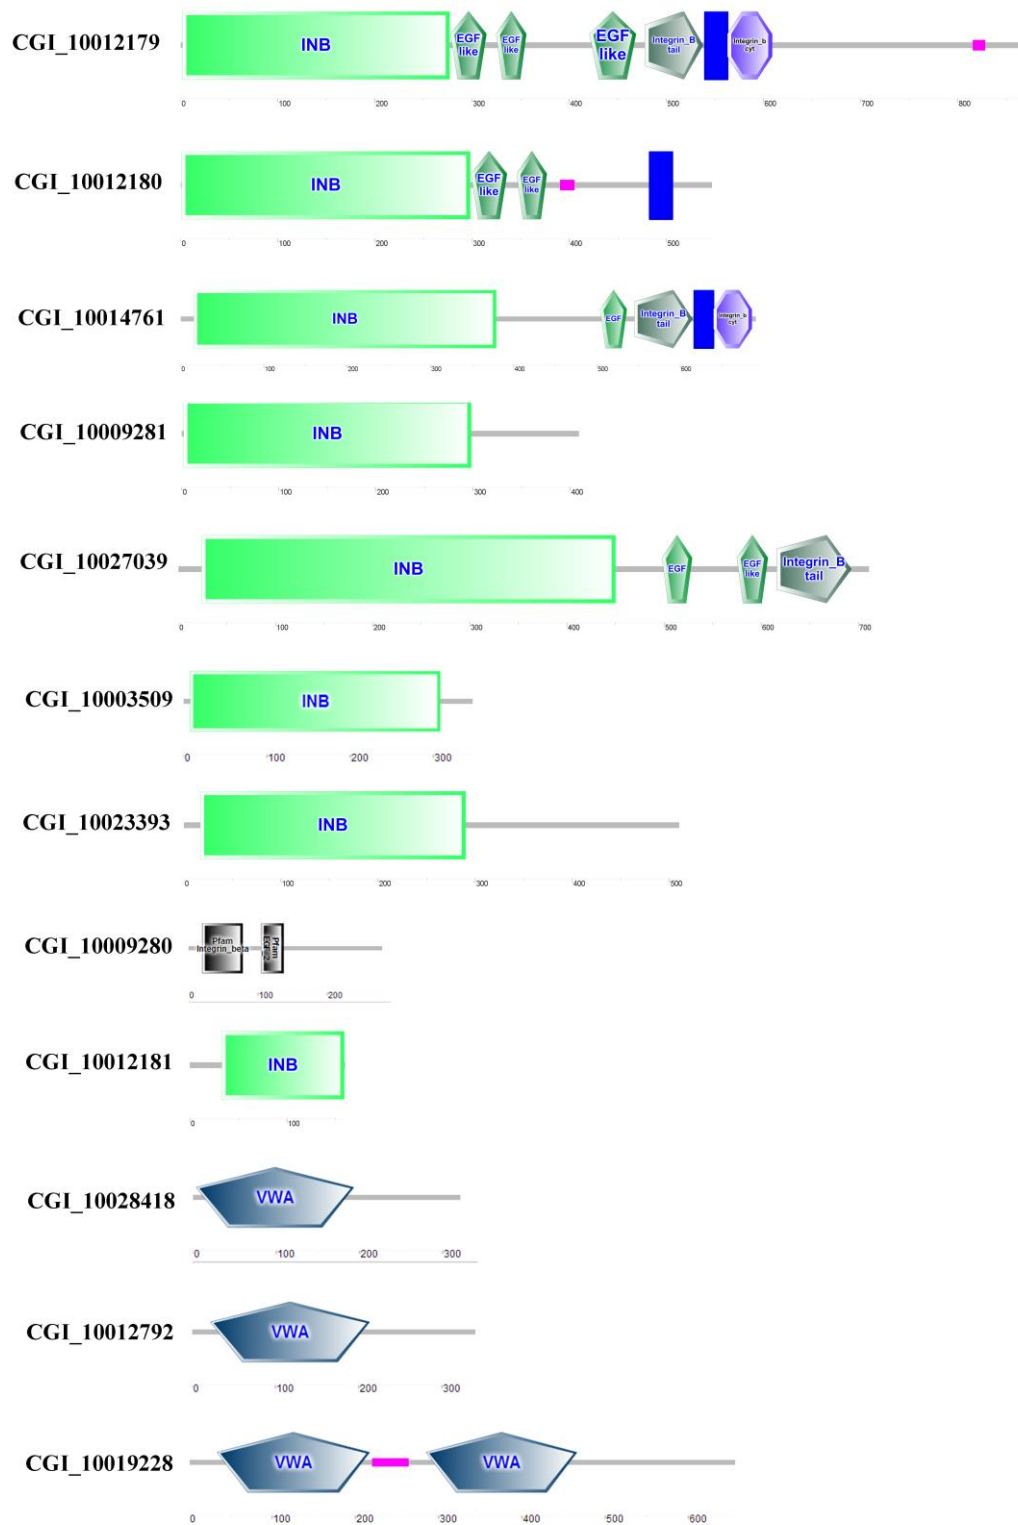 CGI_10012179
INB
EGF
like
EGF
like
EGF
like
Integrin_B
tail
Integrin_b
cyt
0 100 200 300 400 500 600 700 800
CGI_10012180
INB
EGF
like
EGF
like
0 100 200 300 400 500
CGI_10014761
INB
EGF
Integrin_B
tail
Integrin_b
cyt
0 100 200 300 400 500 600
CGI_10009281
INB
0 100 200 300 400
CGI_10027039
INB
EGF
EGF
like
Integrin_B
tail
0 100 200 300 400 500 600 700
CGI_10003509
INB
0 100 200 300
CGI_10023393
INB
0 100 200 300 400 500
CGI_10009280
Pfam
Integrin_beta
Pfam
EGF_2
0 100 200
CGI_10012181
INB
0 100
CGI_10028418
VWA
0 100 200 300
CGI_10012792
VWA
0 100 200 300
CGI_10019228
VWA
VWA
0 100 200 300 400 500 600